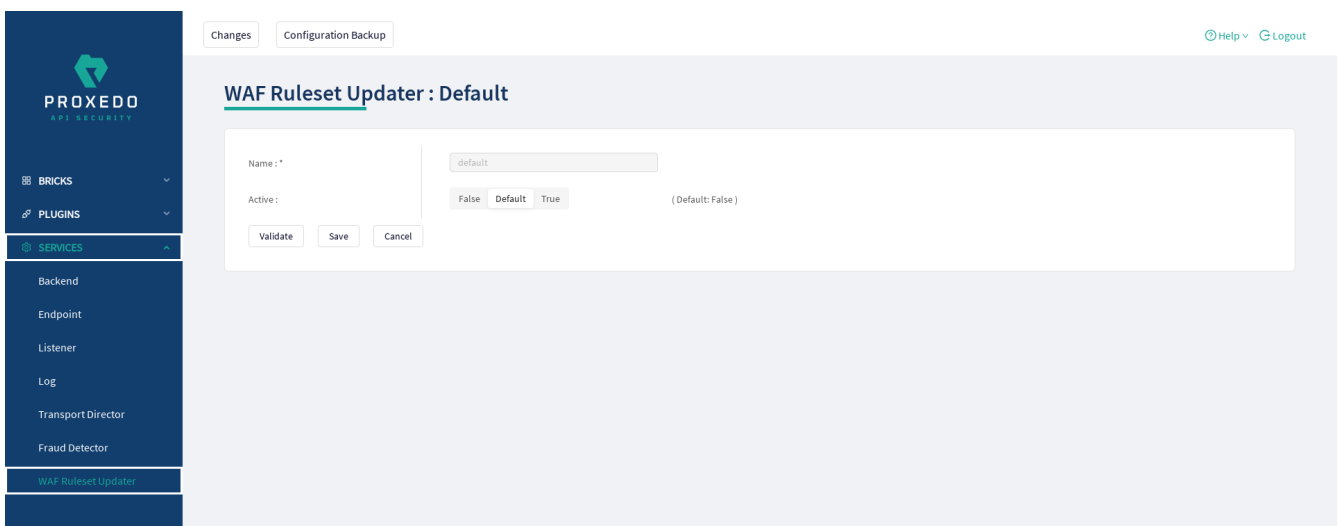 Changes Configuration Backup Help Logout
PROXEDO
API SECURITY
WAF Ruleset Updater : Default
Name : * default
Active : False Default True ( Default: False )
Validate Save Cancel
BRICKS
PLUGINS
SERVICES
Backend
Endpoint
Listener
Log
Transport Director
Fraud Detector
WAF Ruleset Updater